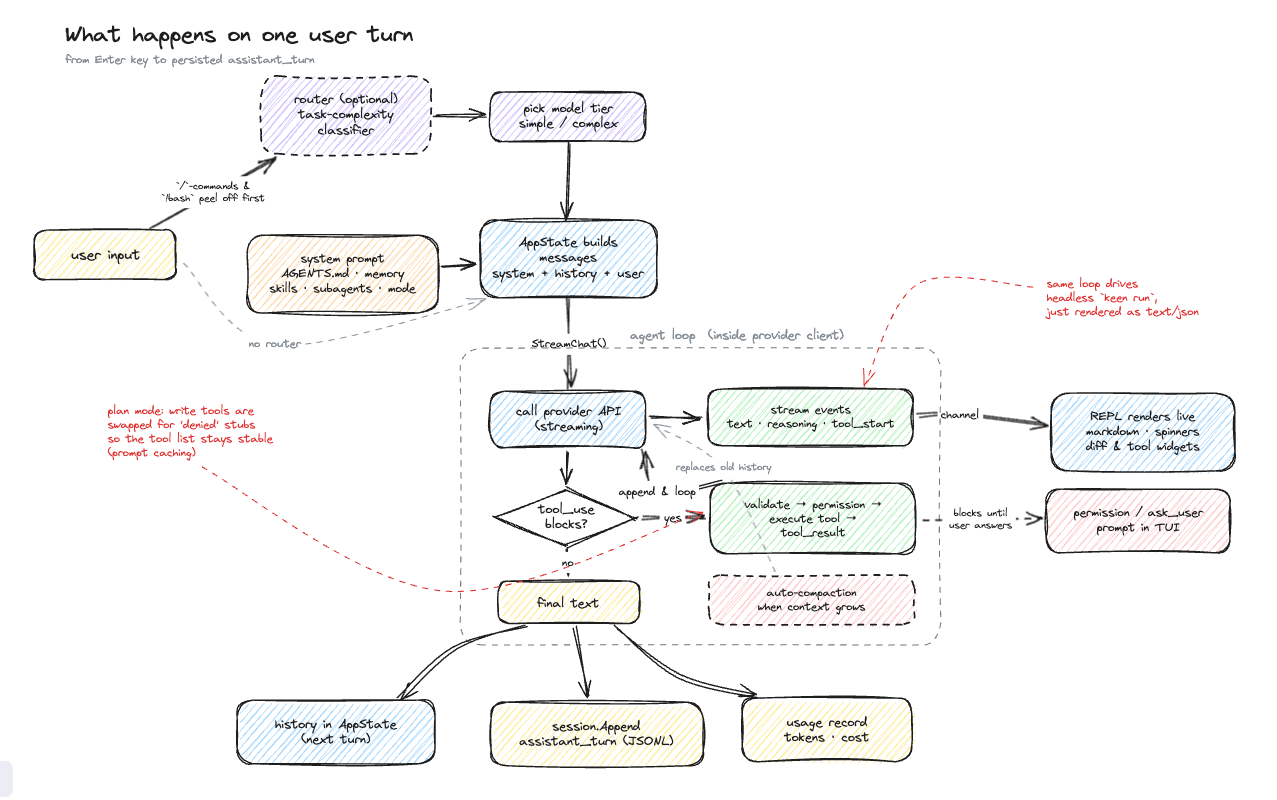 What happens on one user turn
from Enter key to persisted assistant_turn
router (optional)
task-complexity
classifier
pick model tier
simple / complex
`/`-commands &
`!bash` peel off first
user input
system prompt
AGENTS.md · memory
skills · subagents · mode
AppState builds
messages
system + history + user
no router
StreamChat()
agent loop (inside provider client)
same loop drives
headless `keen run`,
just rendered as text/json
plan mode: write tools are
swapped for 'denied' stubs
so the tool list stays stable
(prompt caching)
call provider API
(streaming)
stream events
text · reasoning · tool_start
channel
REPL renders live
markdown · spinners
diff & tool widgets
replaces old history
append & loop
tool_use
blocks?
yes
validate → permission →
execute tool →
tool_result
blocks until
user answers
permission / ask_user
prompt in TUI
no
final text
auto-compaction
when context grows
history in AppState
(next turn)
session.Append
assistant_turn (JSONL)
usage record
tokens · cost